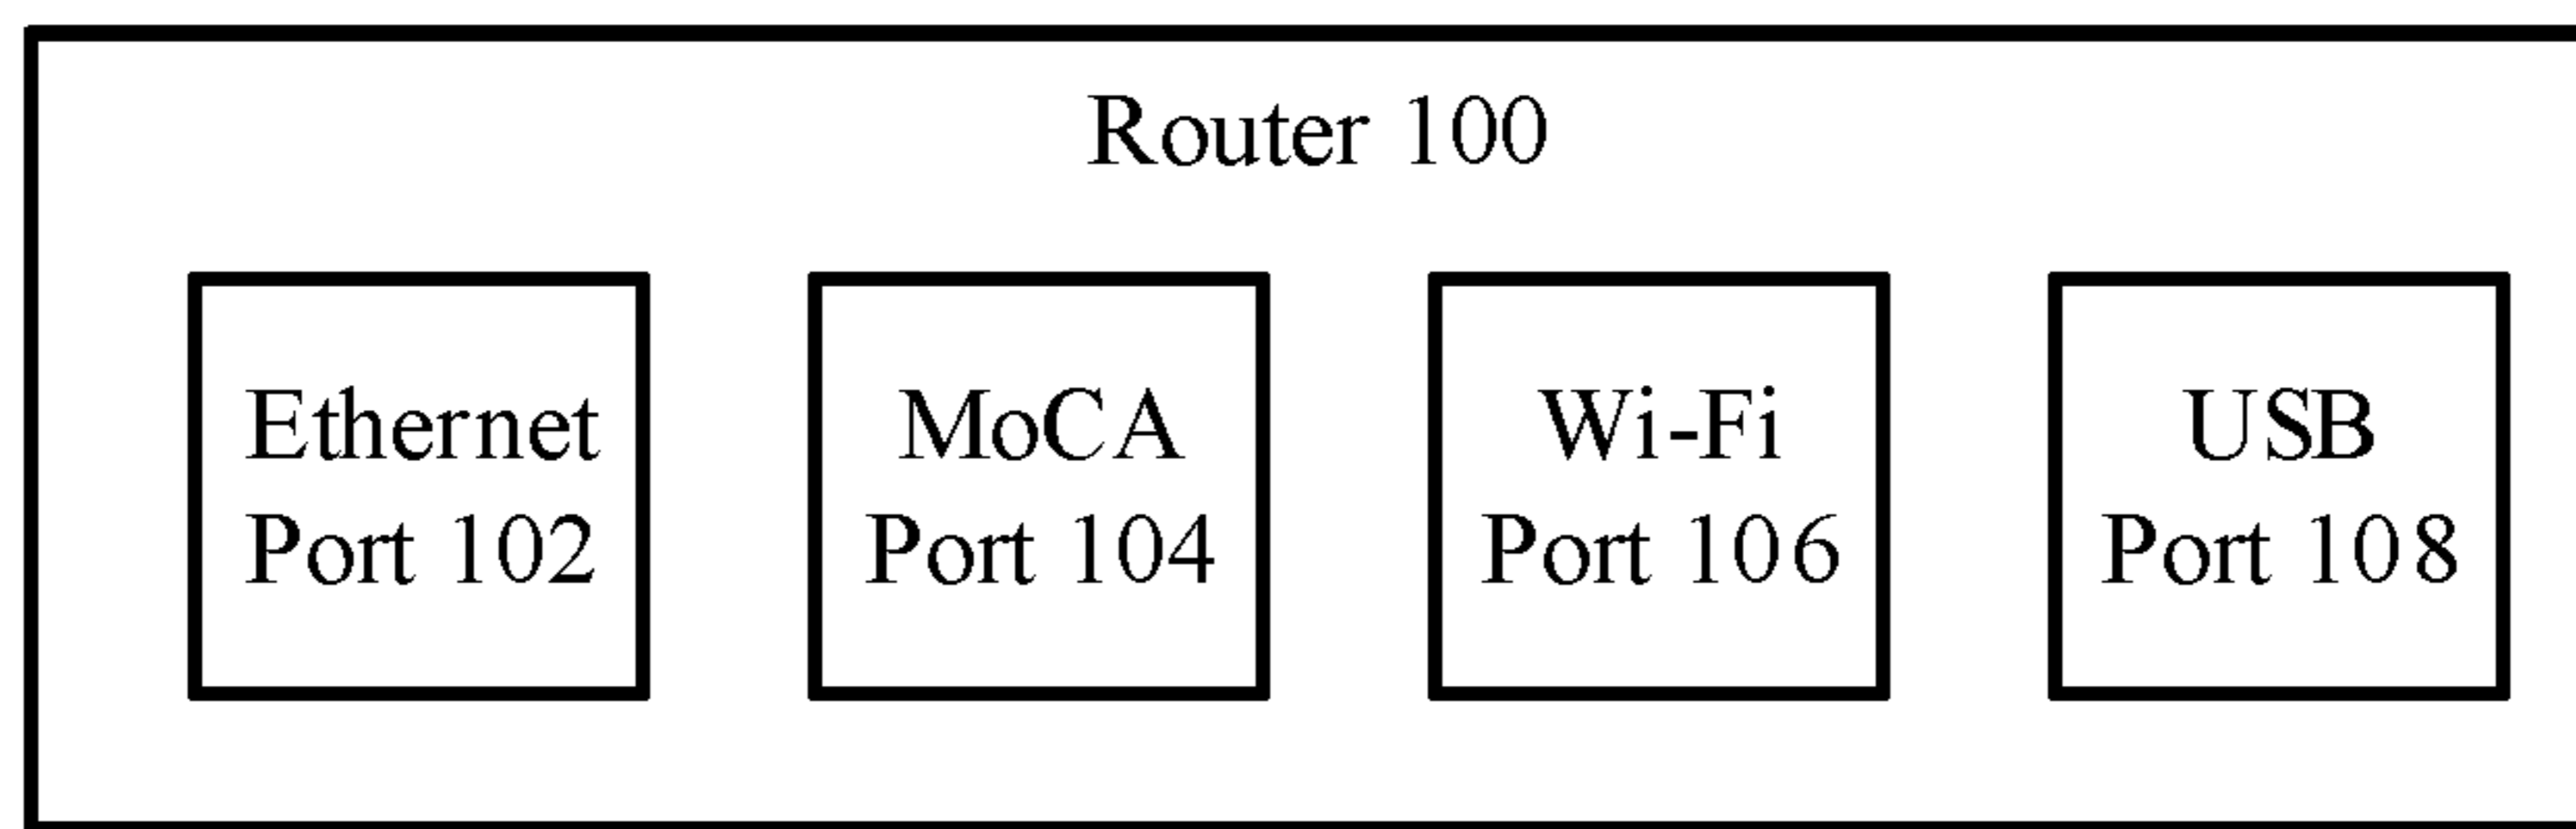 Router 100
Ethernet
Port 102
MoCA
Port 104
Wi-Fi
Port 106
USB
Port 108